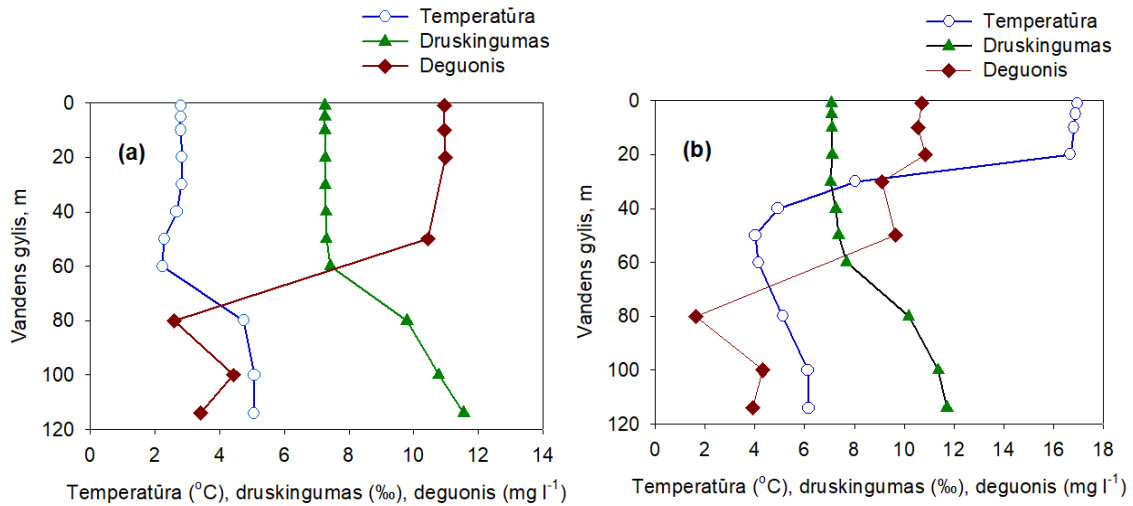 Temperatūra
Druskingumas
Deguonis
(a)
0
20
40
60
80
100
120
Vandens gylis, m
0 2 4 6 8 10 12 14
Temperatūra (°C), druskingumas (‰), deguonis (mg l⁻¹)
Temperatūra
Druskingumas
Deguonis
(b)
0
20
40
60
80
100
120
Vandens gylis, m
0 2 4 6 8 10 12 14 16 18
Temperatūra (°C), druskingumas (‰), deguonis (mg l⁻¹)